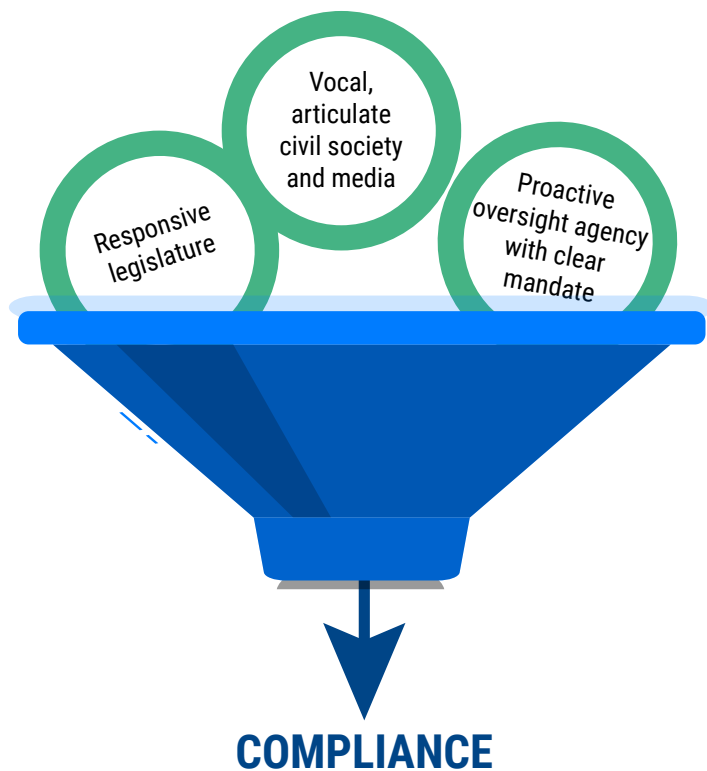 Responsive
legislature
Vocal,
articulate
civil society
and media
Proactive
oversight agency
with clear
mandate
COMPLIANCE